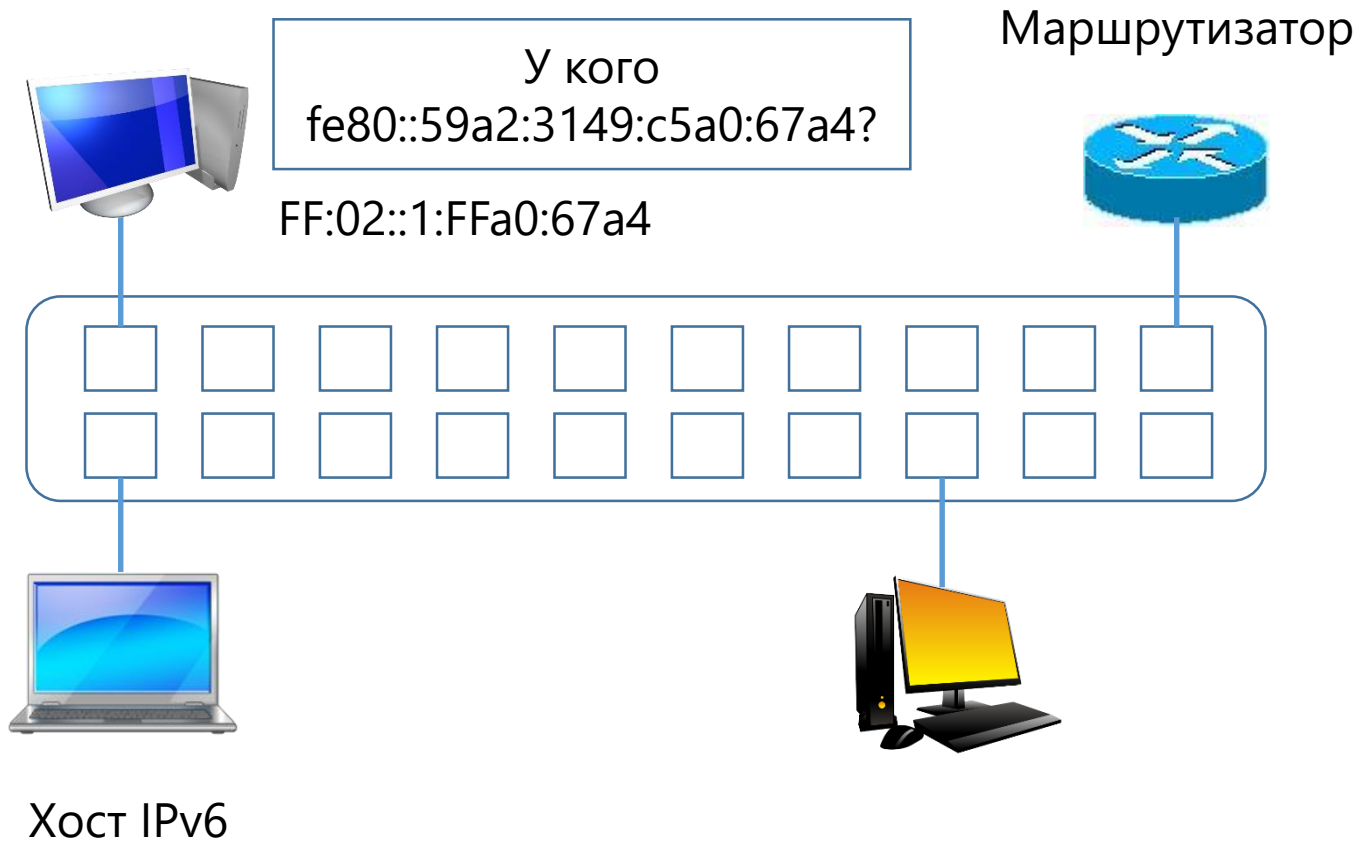 Маршрутизатор
У кого
fe80::59a2:3149:c5a0:67a4?
FF:02::1:FFa0:67a4
Хост IPv6